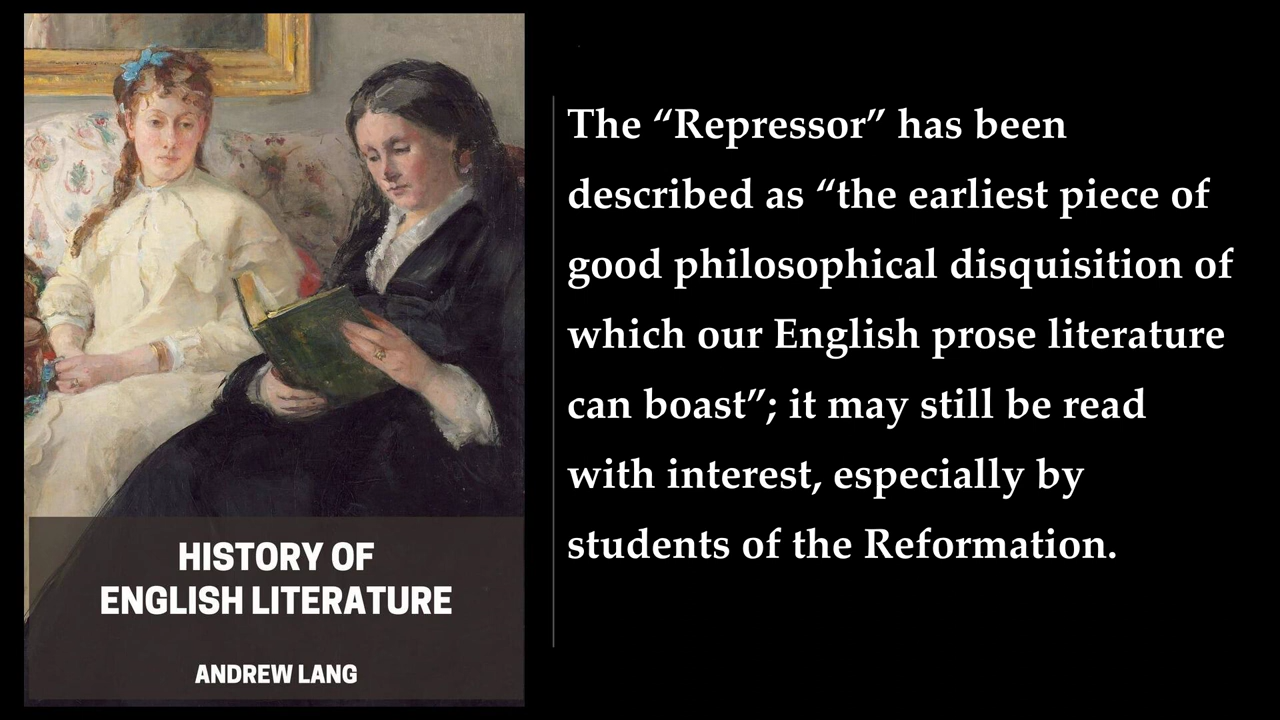 HISTORY OF
ENGLISH LITERATURE
ANDREW LANG
The “Repressor” has been
described as “the earliest piece of
good philosophical disquisition of
which our English prose literature
can boast”; it may still be read
with interest, especially by
students of the Reformation.